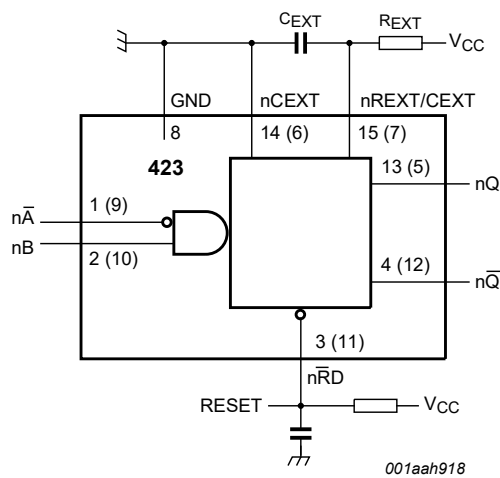 CEXT
REXT
VCC
GND
nCEXT
nREXT/CEXT
8
14 (6)
15 (7)
423
13 (5)
nQ
nA̅
1 (9)
nB
2 (10)
4 (12)
nQ̅
3 (11)
nR̅D
RESET
VCC
001aah918